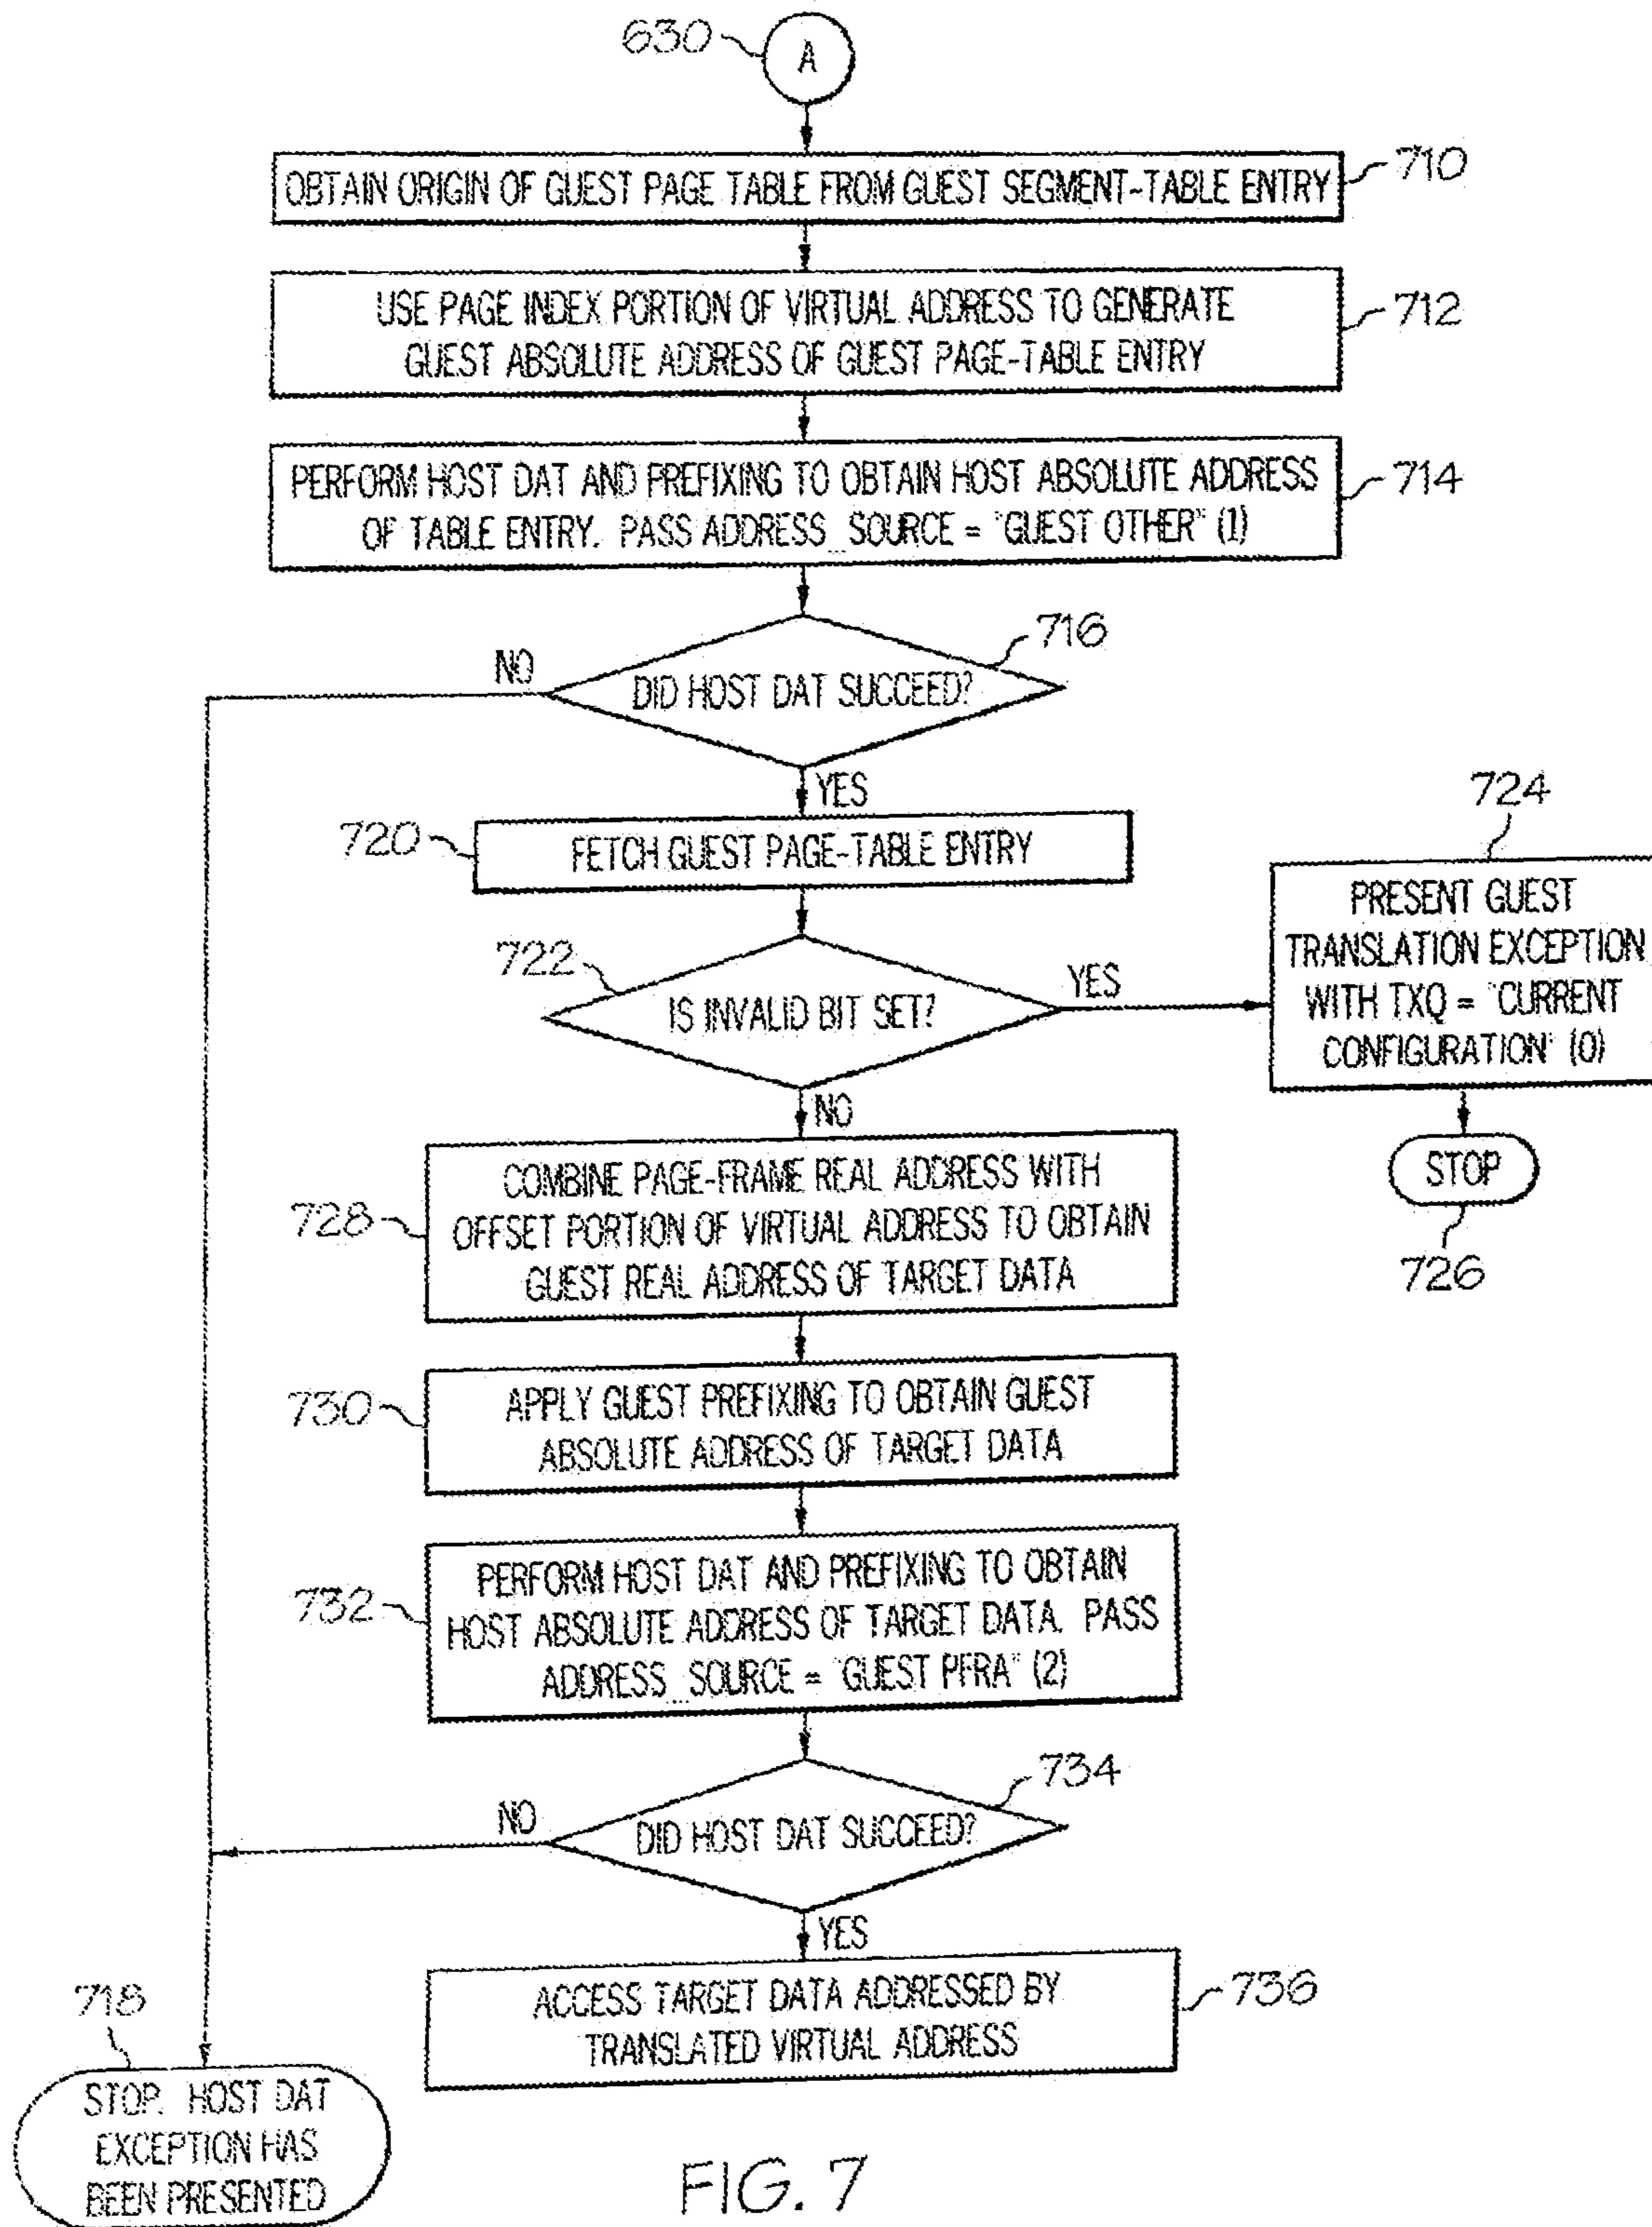 630
A
OBTAIN ORIGIN OF GUEST PAGE TABLE FROM GUEST SEGMENT-TABLE ENTRY
710
USE PAGE INDEX PORTION OF VIRTUAL ADDRESS TO GENERATE
GUEST ABSOLUTE ADDRESS OF GUEST PAGE-TABLE ENTRY
712
PERFORM HOST DAT AND PREFIXING TO OBTAIN HOST ABSOLUTE ADDRESS
OF TABLE ENTRY. PASS ADDRESS_SOURCE = "GUEST OTHER" (1)
714
716
NO
DID HOST DAT SUCCEED?
YES
720
FETCH GUEST PAGE-TABLE ENTRY
722
IS INVALID BIT SET?
YES
724
PRESENT GUEST
TRANSLATION EXCEPTION
WITH TXQ = "CURRENT
CONFIGURATION" (0)
STOP
726
NO
728
COMBINE PAGE-FRAME REAL ADDRESS WITH
OFFSET PORTION OF VIRTUAL ADDRESS TO OBTAIN
GUEST REAL ADDRESS OF TARGET DATA
730
APPLY GUEST PREFIXING TO OBTAIN GUEST
ABSOLUTE ADDRESS OF TARGET DATA
732
PERFORM HOST DAT AND PREFIXING TO OBTAIN
HOST ABSOLUTE ADDRESS OF TARGET DATA. PASS
ADDRESS_SOURCE = "GUEST PFRA" (2)
734
NO
DID HOST DAT SUCCEED?
YES
ACCESS TARGET DATA ADDRESSED BY
TRANSLATED VIRTUAL ADDRESS
736
718
STOP. HOST DAT
EXCEPTION HAS
BEEN PRESENTED
FIG. 7